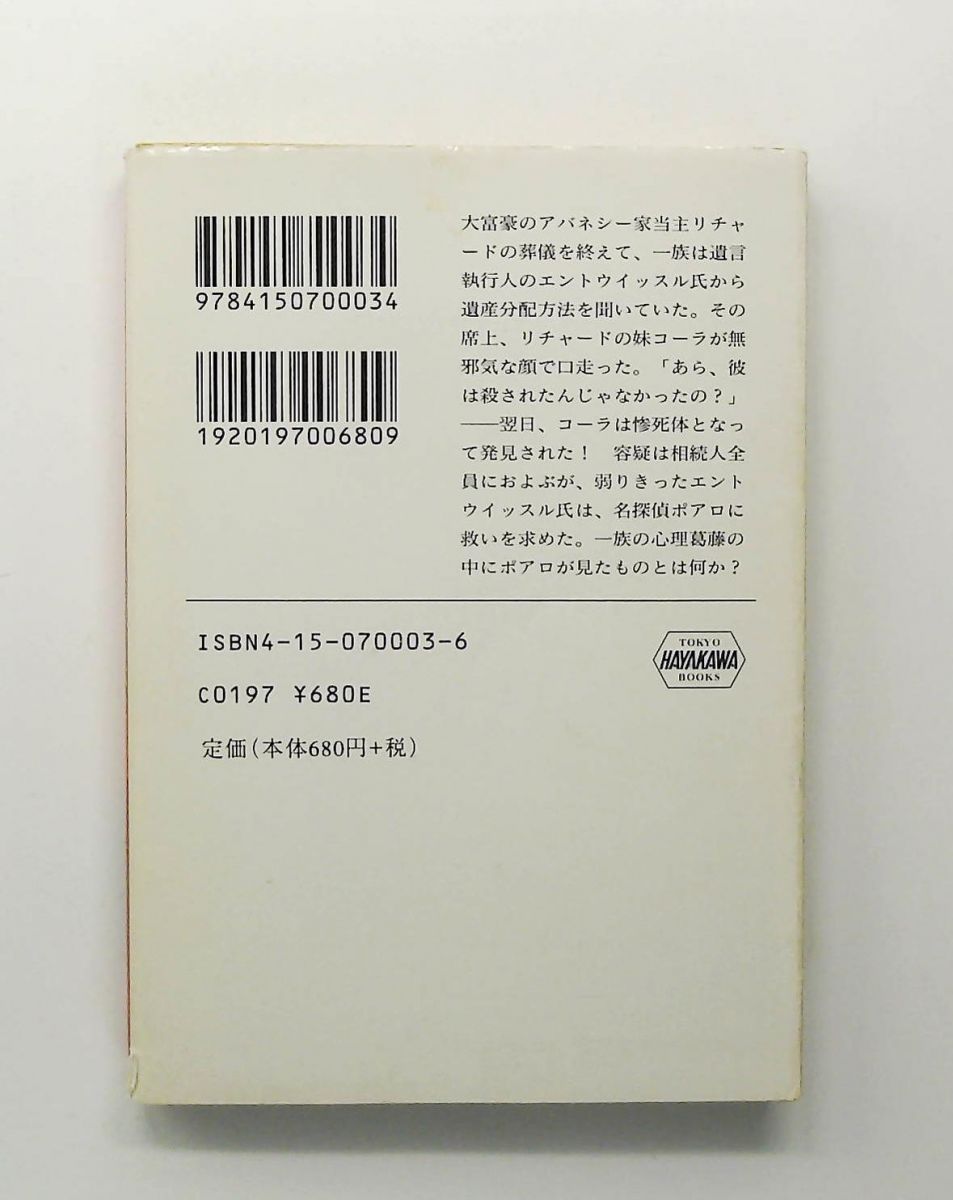 9784150700034
1920197006809
大富豪のアバネシー家当主リチャ
ードの葬儀を終えて、一族は遺言
執行人のエントウイッスル氏から
遺産分配方法を聞いていた。その
席上、リチャードの妹コーラが無
邪気な顔で口走った。「あら、彼
は殺されたんじゃなかったの？」
――翌日、コーラは惨死体となっ
て発見された！　容疑は相続人全
員におよぶが、弱りきったエント
ウイッスル氏は、名探偵ポアロに
救いを求めた。一族の心理葛藤の
中にポアロが見たものとは何か？
ISBN4-15-070003-6
C0197 ¥680E
定価(本体680円+税)
TOKYO
HAYAKAWA
BOOKS